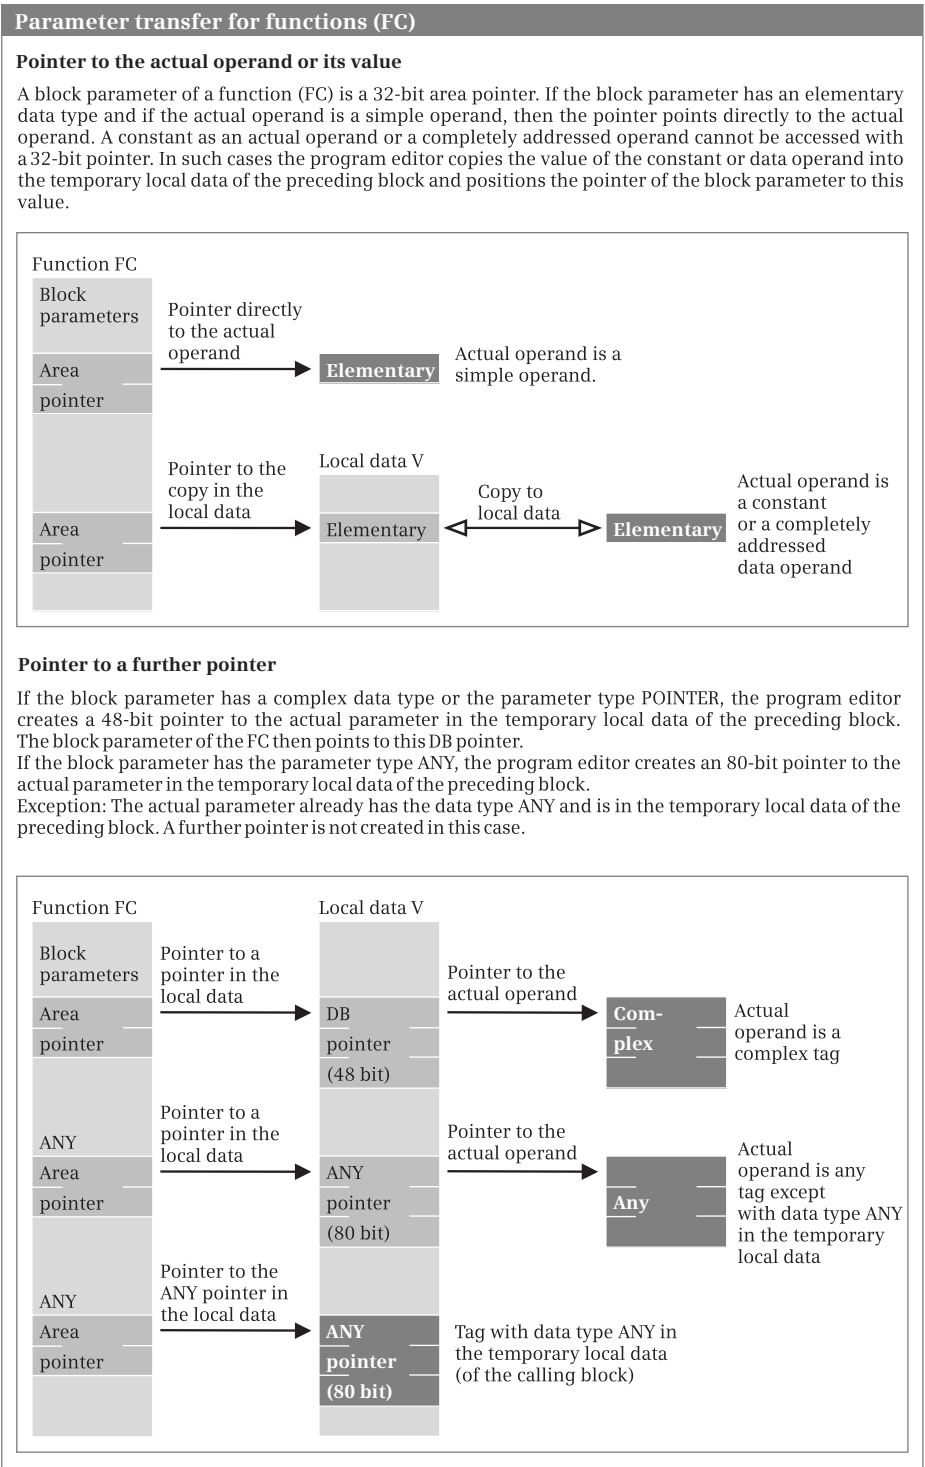 Parameter transfer for functions (FC)
Pointer to the actual operand or its value
A block parameter of a function (FC) is a 32-bit area pointer. If the block parameter has an elementary
data type and if the actual operand is a simple operand, then the pointer points directly to the actual
operand. A constant as an actual operand or a completely addressed operand cannot be accessed with
a 32-bit pointer. In such cases the program editor copies the value of the constant or data operand into
the temporary local data of the preceding block and positions the pointer of the block parameter to this
value.
Function FC
Block
parameters
Pointer directly
to the actual
operand
Area
pointer
Elementary
Actual operand is a
simple operand.
Pointer to the
copy in the
local data
Area
pointer
Local data V
Elementary
Copy to
local data
Elementary
Actual operand is
a constant
or a completely
addressed
data operand
Pointer to a further pointer
If the block parameter has a complex data type or the parameter type POINTER, the program editor
creates a 48-bit pointer to the actual parameter in the temporary local data of the preceding block.
The block parameter of the FC then points to this DB pointer.
If the block parameter has the parameter type ANY, the program editor creates an 80-bit pointer to the
actual parameter in the temporary local data of the preceding block.
Exception: The actual parameter already has the data type ANY and is in the temporary local data of the
preceding block. A further pointer is not created in this case.
Function FC
Local data V
Block
parameters
Pointer to a
pointer in the
local data
Area
pointer
DB
pointer
(48 bit)
Pointer to the
actual operand
Com-
plex
Actual
operand is a
complex tag
ANY
Area
pointer
Pointer to a
pointer in the
local data
ANY
pointer
(80 bit)
Pointer to the
actual operand
Any
Actual
operand is any
tag except
with data type ANY
in the temporary
local data
ANY
Area
pointer
Pointer to the
ANY pointer in
the local data
ANY
pointer
(80 bit)
Tag with data type ANY in
the temporary local data
(of the calling block)